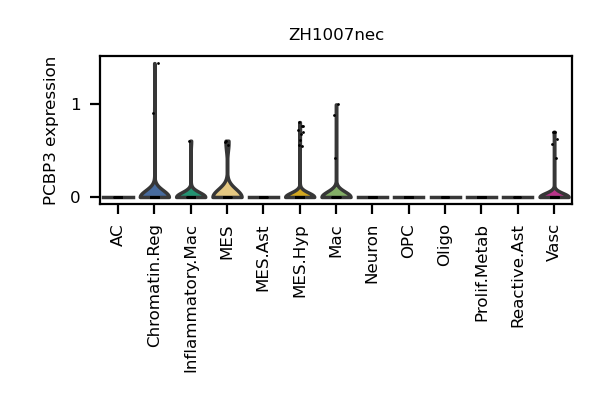 ZH1007nec
PCBP3 expression
1
0
AC
Chromatin.Reg
Inflammatory.Mac
MES
MES.Ast
MES.Hyp
Mac
Neuron
OPC
Oligo
Prolif.Metab
Reactive.Ast
Vasc